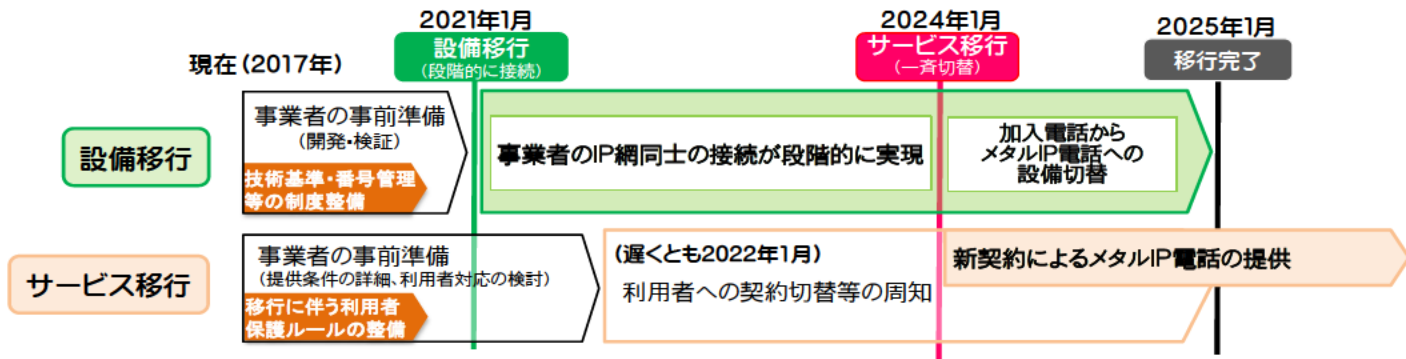 2021年1月
2024年1月
2025年1月
現在(2017年)
設備移行
(段階的に接続)
サービス移行
(一斉切替)
移行完了
設備移行
事業者の事前準備
(開発・検証)
技術基準・番号管理
等の制度整備
事業者のIP網同士の接続が段階的に実現
加入電話から
メタルIP電話への
設備切替
サービス移行
事業者の事前準備
(提供条件の詳細、利用者対応の検討)
移行に伴う利用者
保護ルールの整備
(遅くとも2022年1月)
利用者への契約切替等の周知
新契約によるメタルIP電話の提供